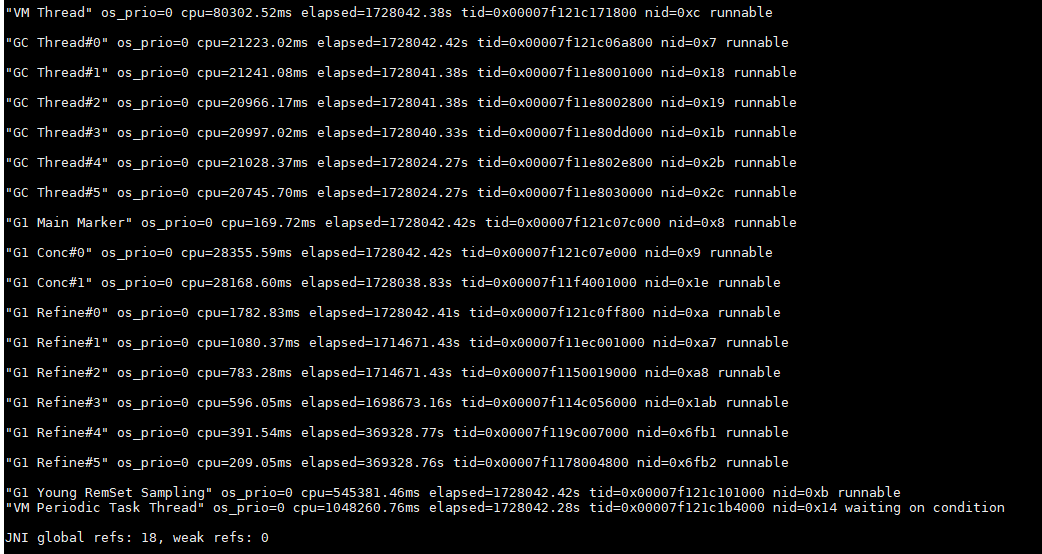 "VM Thread" os_prio=0 cpu=80302.52ms elapsed=1728042.38s tid=0x00007f121c171800 nid=0xc runnable
"GC Thread#0" os_prio=0 cpu=21223.02ms elapsed=1728042.42s tid=0x00007f121c06a800 nid=0x7 runnable
"GC Thread#1" os_prio=0 cpu=21241.08ms elapsed=1728041.38s tid=0x00007f11e8001000 nid=0x18 runnable
"GC Thread#2" os_prio=0 cpu=20966.17ms elapsed=1728041.38s tid=0x00007f11e8002800 nid=0x19 runnable
"GC Thread#3" os_prio=0 cpu=20997.02ms elapsed=1728040.33s tid=0x00007f11e80dd000 nid=0x1b runnable
"GC Thread#4" os_prio=0 cpu=21028.37ms elapsed=1728024.27s tid=0x00007f11e802e800 nid=0x2b runnable
"GC Thread#5" os_prio=0 cpu=20745.70ms elapsed=1728024.27s tid=0x00007f11e8030000 nid=0x2c runnable
"G1 Main Marker" os_prio=0 cpu=169.72ms elapsed=1728042.42s tid=0x00007f121c07c000 nid=0x8 runnable
"G1 Conc#0" os_prio=0 cpu=28355.59ms elapsed=1728042.42s tid=0x00007f121c07e000 nid=0x9 runnable
"G1 Conc#1" os_prio=0 cpu=28168.60ms elapsed=1728038.83s tid=0x00007f11f4001000 nid=0x1e runnable
"G1 Refine#0" os_prio=0 cpu=1782.83ms elapsed=1728042.41s tid=0x00007f121c0ff800 nid=0xa runnable
"G1 Refine#1" os_prio=0 cpu=1080.37ms elapsed=1714671.43s tid=0x00007f11ec001000 nid=0xa7 runnable
"G1 Refine#2" os_prio=0 cpu=783.28ms elapsed=1714671.43s tid=0x00007f1150019000 nid=0xa8 runnable
"G1 Refine#3" os_prio=0 cpu=596.05ms elapsed=1698673.16s tid=0x00007f114c056000 nid=0x1ab runnable
"G1 Refine#4" os_prio=0 cpu=391.54ms elapsed=369328.77s tid=0x00007f119c007000 nid=0x6fb1 runnable
"G1 Refine#5" os_prio=0 cpu=209.05ms elapsed=369328.76s tid=0x00007f1178004800 nid=0x6fb2 runnable
"G1 Young RemSet Sampling" os_prio=0 cpu=545381.46ms elapsed=1728042.42s tid=0x00007f121c101000 nid=0xb runnable
"VM Periodic Task Thread" os_prio=0 cpu=1048260.76ms elapsed=1728042.28s tid=0x00007f121c1b4000 nid=0x14 waiting on condition
JNI global refs: 18, weak refs: 0